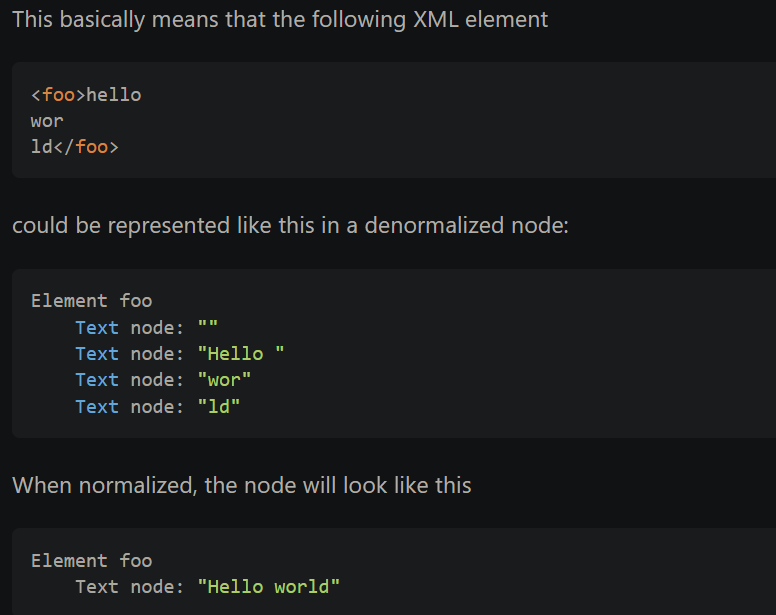 This basically means that the following XML element
<foo>hello
wor
ld</foo>
could be represented like this in a denormalized node:
Element foo
    Text node: ""
    Text node: "Hello "
    Text node: "wor"
    Text node: "ld"
When normalized, the node will look like this
Element foo
    Text node: "Hello world"